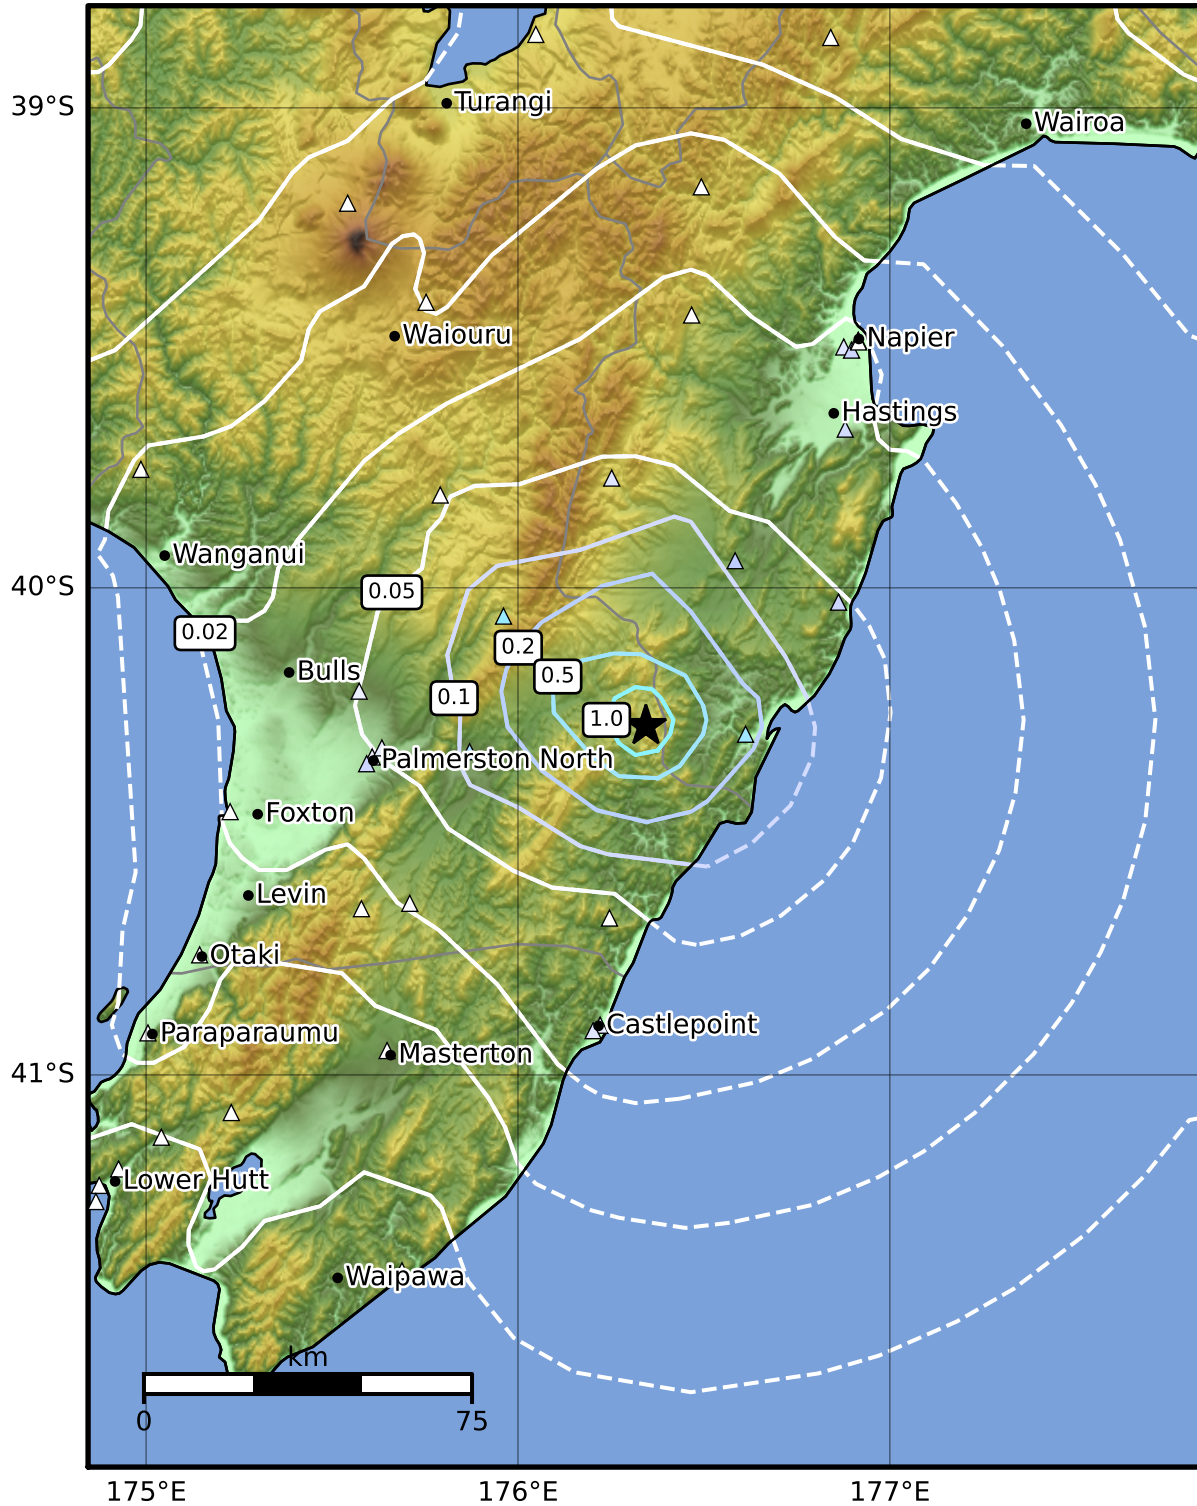 39°S
Turangi
Wairoa
Waiouru
Napier
Hastings
Wanganui
40°S
0.05
0.02
0.2
Bulls
0.5
0.1
1.0
Palmerston North
Foxton
Levin
Otaki
Castlepoint
Paraparaumu
Masterton
41°S
Lower Hutt
Waipawa
km
0
75
175°E
176°E
177°E